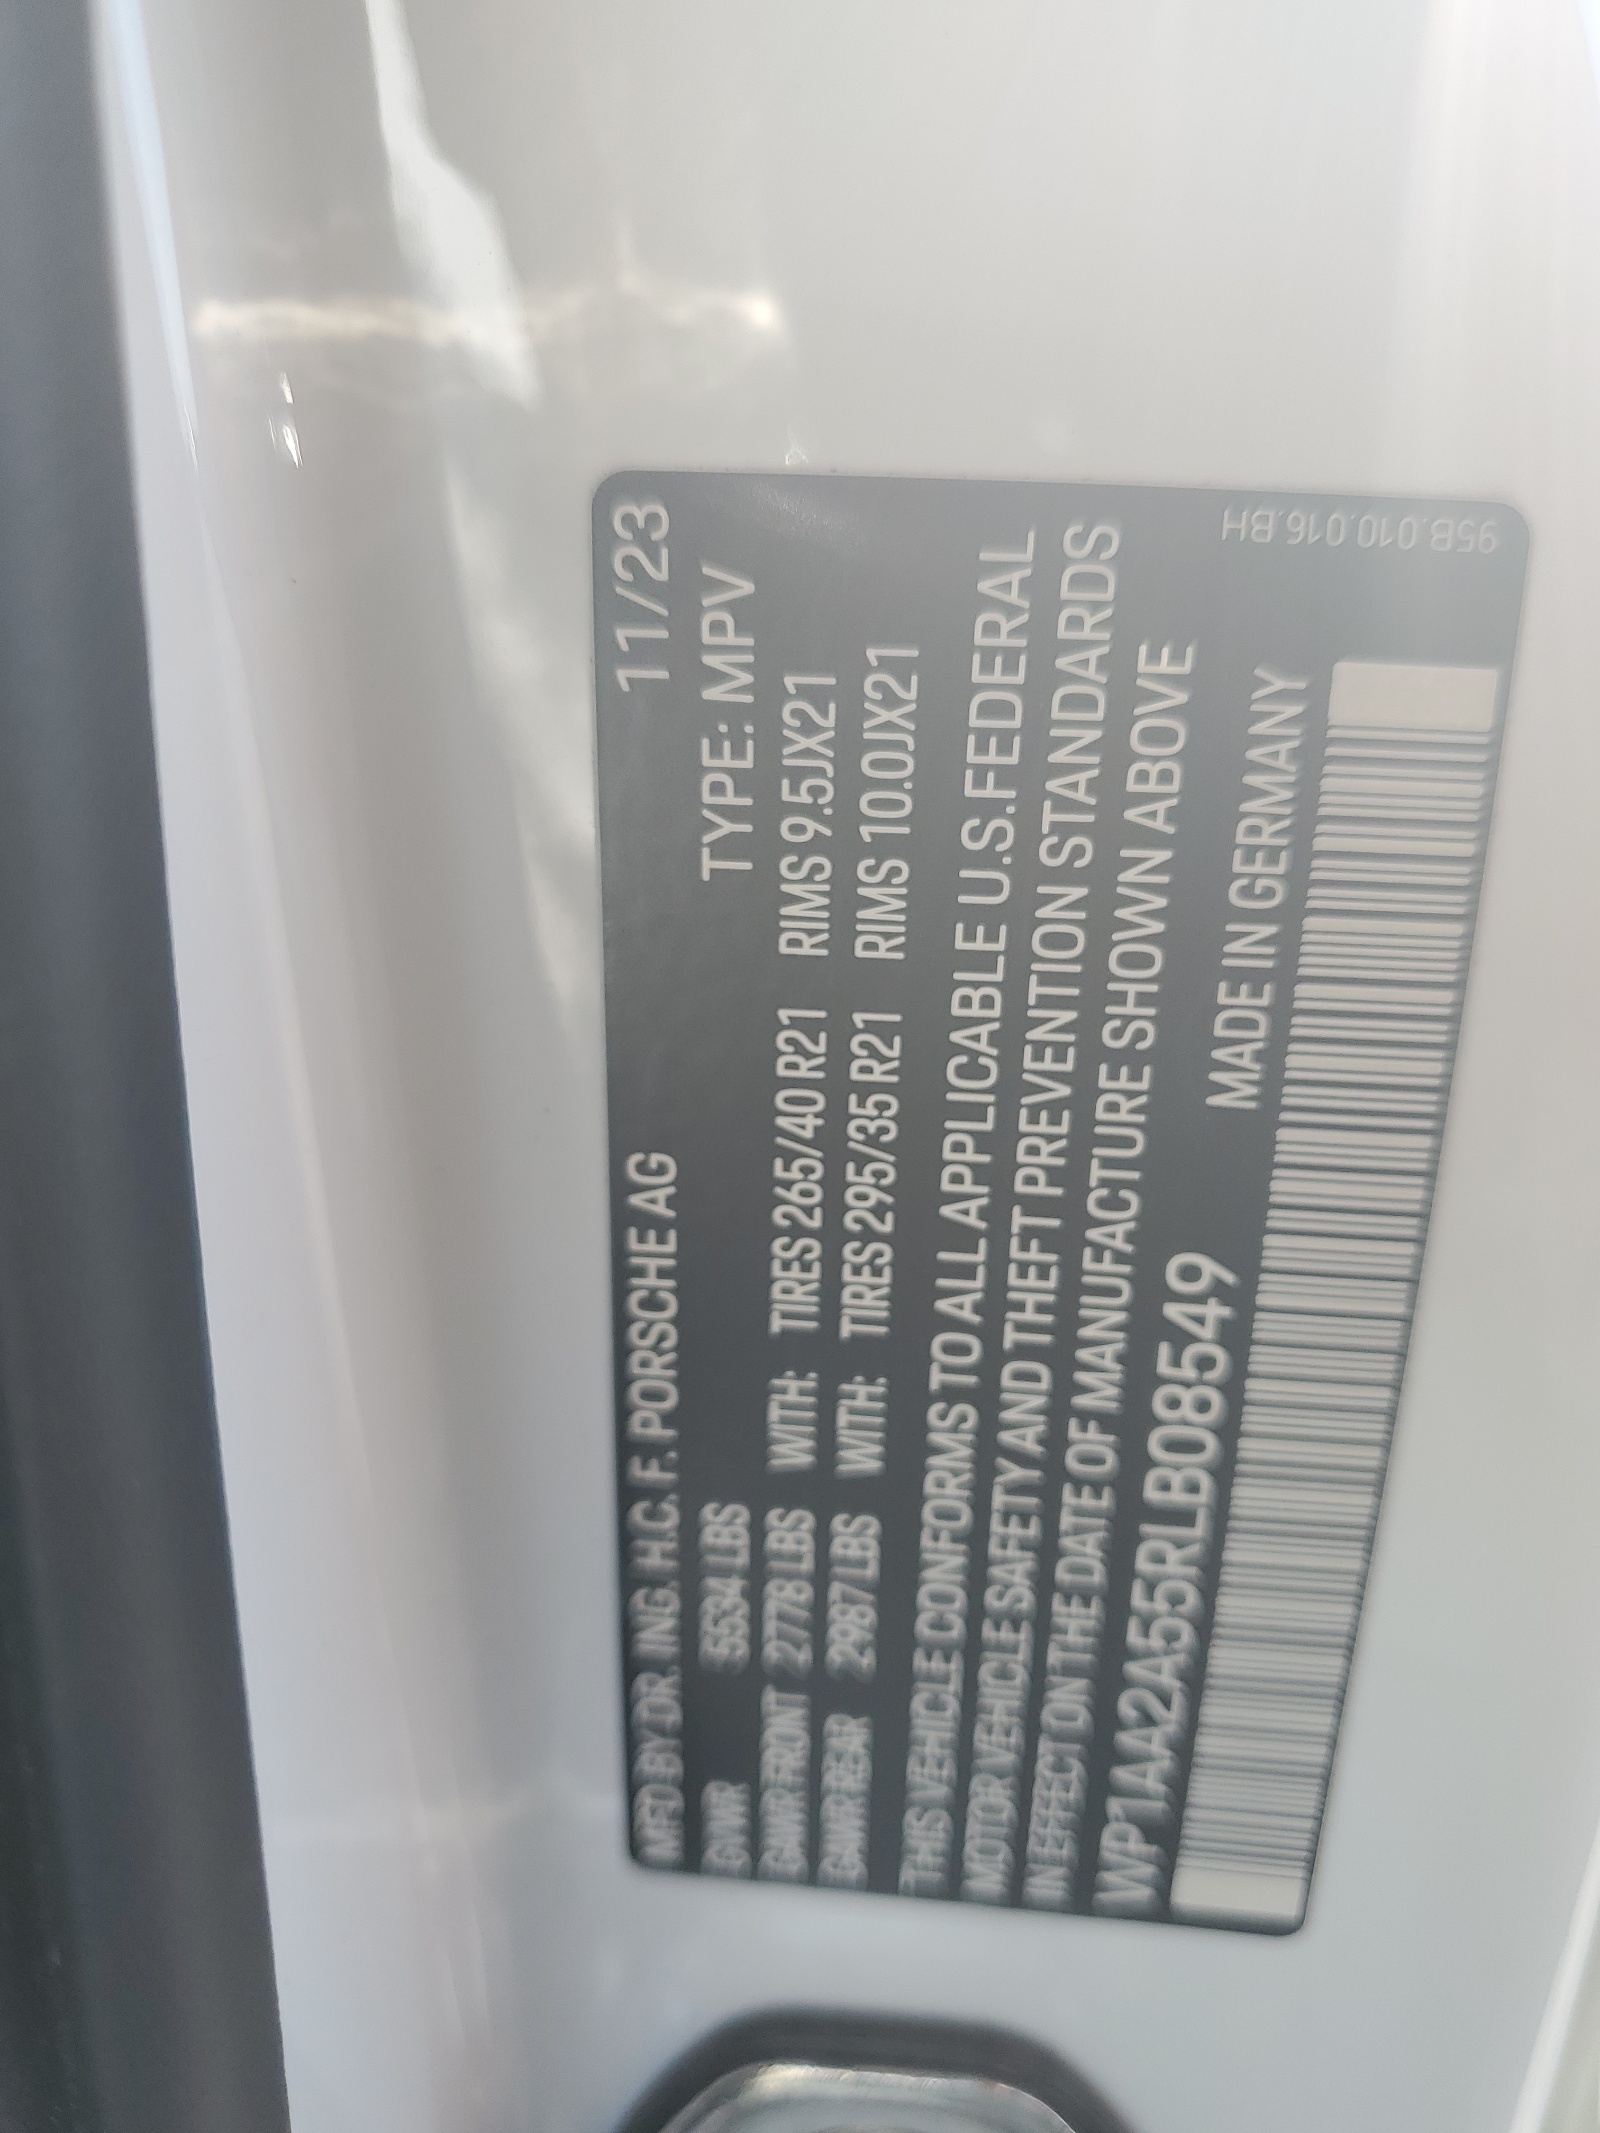 MFD BY DR. ING. H.C. F. PORSCHE AG 11/23
GVWR 5534 LBS TYPE: MPV
GAWR FRONT 2778 LBS WITH: TIRES 265/40 R21 RIMS 9.5JX21
GAWR REAR 2987 LBS WITH: TIRES 295/35 R21 RIMS 10.0JX21
THIS VEHICLE CONFORMS TO ALL APPLICABLE U.S.FEDERAL
MOTOR VEHICLE SAFETY AND THEFT PREVENTION STANDARDS
IN EFFECT ON THE DATE OF MANUFACTURE SHOWN ABOVE
WP1AA2A55RLB08549 MADE IN GERMANY
95B.010.016.BH